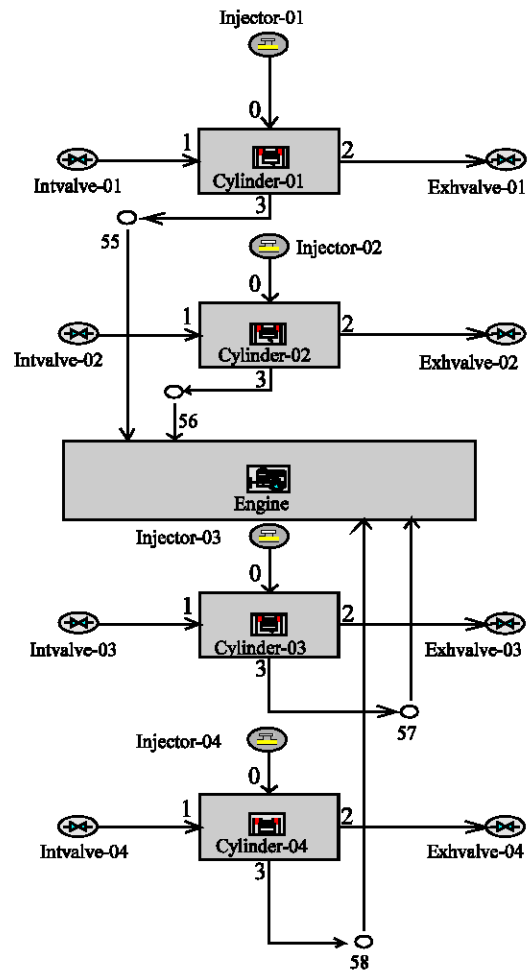 Injector-01
0
1
2
Cylinder-01
Intvalve-01
Exhvalve-01
3
55
Injector-02
0
1
2
Cylinder-02
Intvalve-02
Exhvalve-02
3
56
Engine
Injector-03
0
1
2
Cylinder-03
Intvalve-03
Exhvalve-03
3
57
Injector-04
0
1
2
Cylinder-04
Intvalve-04
Exhvalve-04
3
58